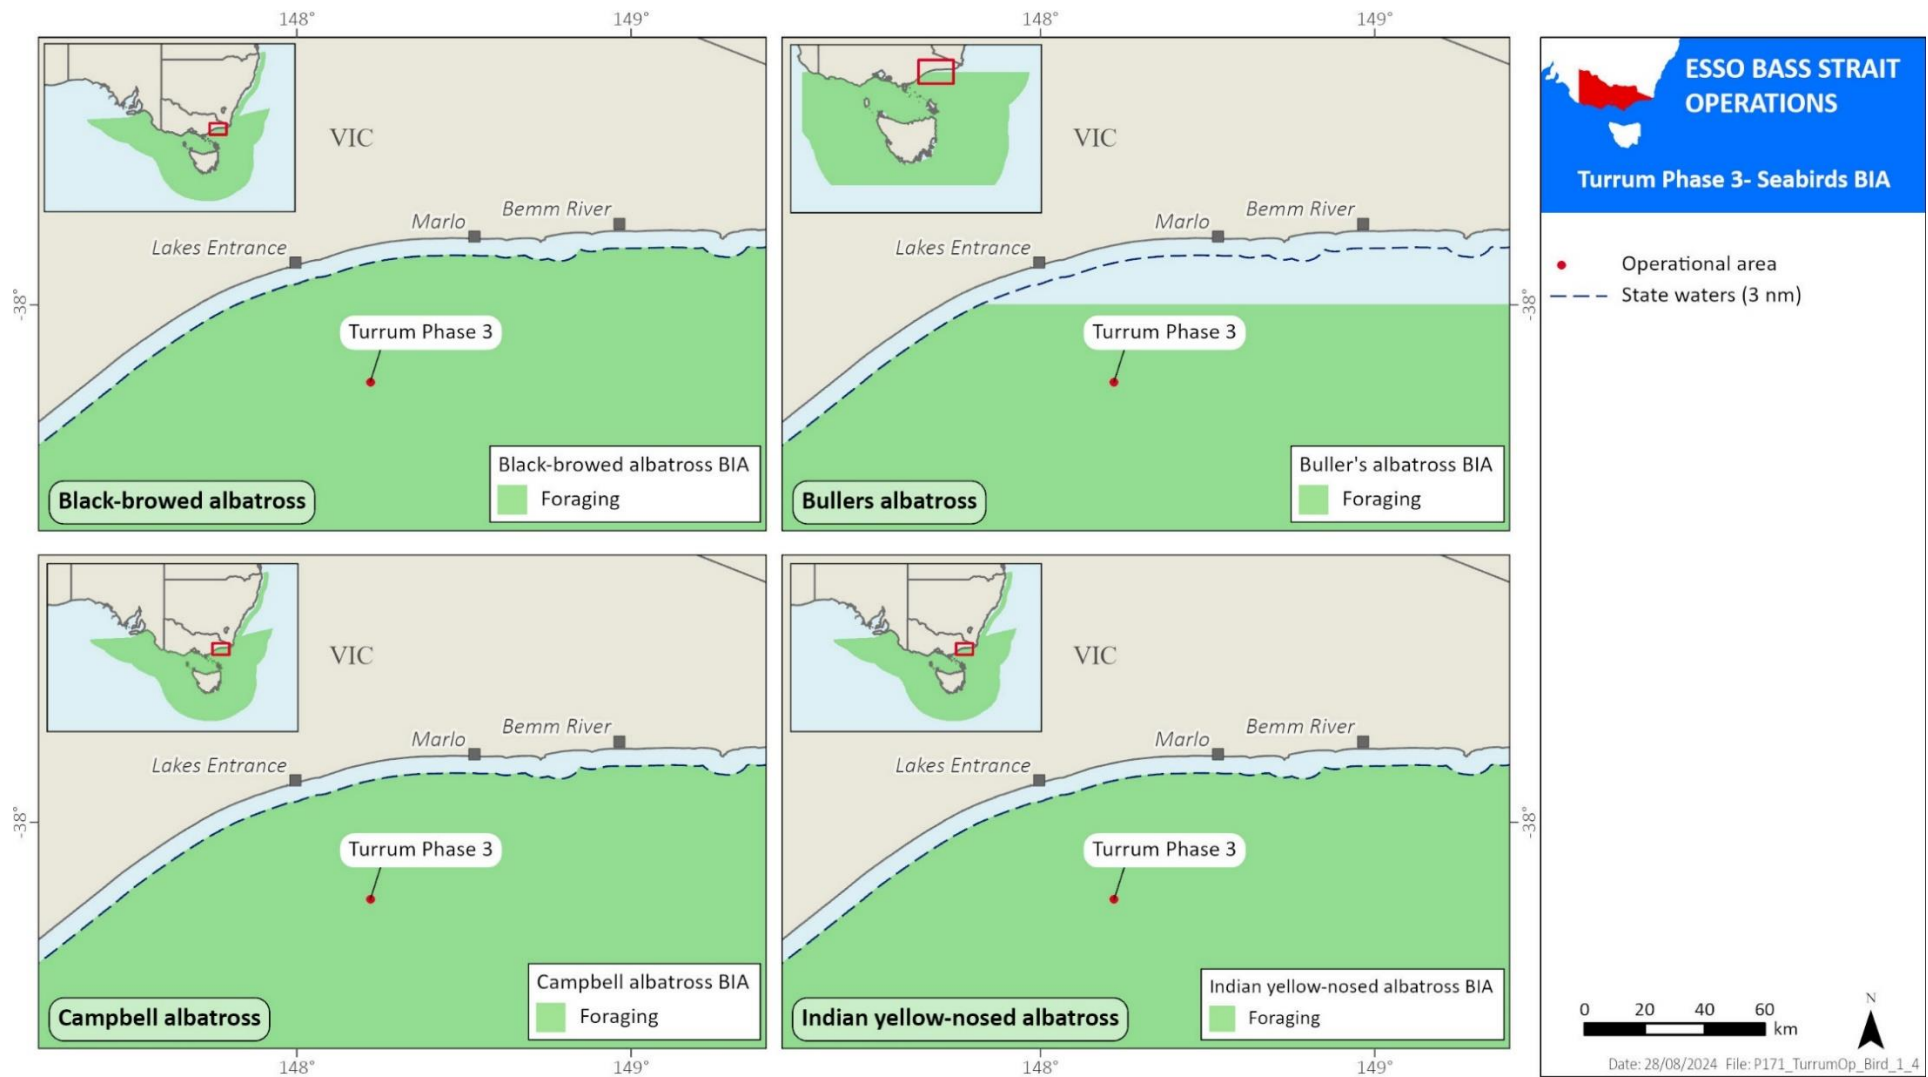 148°
149°
148°
149°
VIC
Bemm River
Marlo
Lakes Entrance
-38°
Turrum Phase 3
Black-browed albatross BIA
Foraging
Black-browed albatross
VIC
Bemm River
Marlo
Lakes Entrance
-38°
Turrum Phase 3
Buller's albatross BIA
Foraging
Bullers albatross
VIC
Bemm River
Marlo
Lakes Entrance
-38°
Turrum Phase 3
Campbell albatross BIA
Foraging
Campbell albatross
VIC
Bemm River
Marlo
Lakes Entrance
-38°
Turrum Phase 3
Indian yellow-nosed albatross BIA
Foraging
Indian yellow-nosed albatross
148°
149°
148°
149°
ESSO BASS STRAIT
OPERATIONS
Turrum Phase 3- Seabirds BIA
Operational area
State waters (3 nm)
0 20 40 60
km
N
Date: 28/08/2024 File: P171_TurrumOp_Bird_1_4